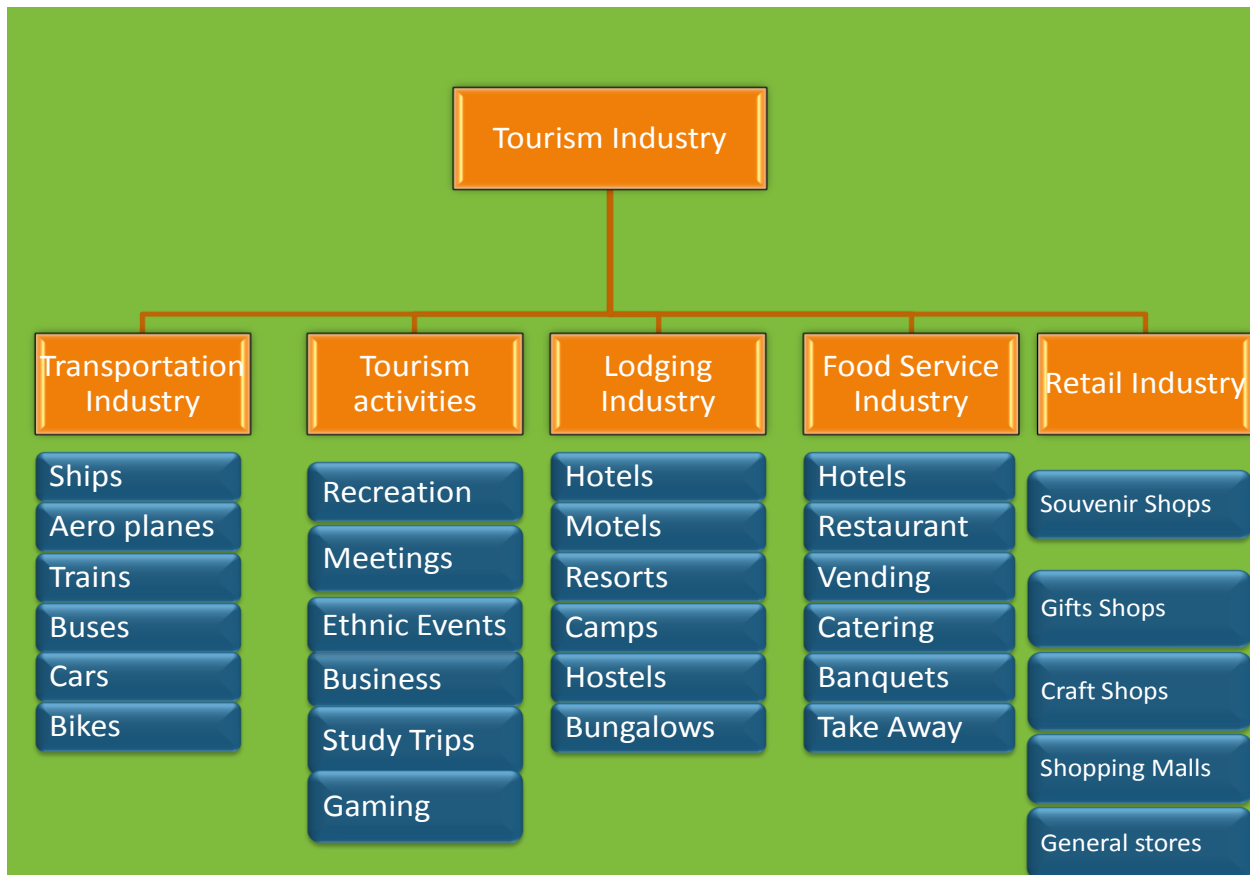 Tourism Industry
Transportation
Industry
Ships
Aero planes
Trains
Buses
Cars
Bikes
Tourism
activities
Recreation
Meetings
Ethnic Events
Business
Study Trips
Gaming
Lodging
Industry
Hotels
Motels
Resorts
Camps
Hostels
Bungalows
Food Service
Industry
Hotels
Restaurant
Vending
Catering
Banquets
Take Away
Retail Industry
Souvenir Shops
Gifts Shops
Craft Shops
Shopping Malls
General stores